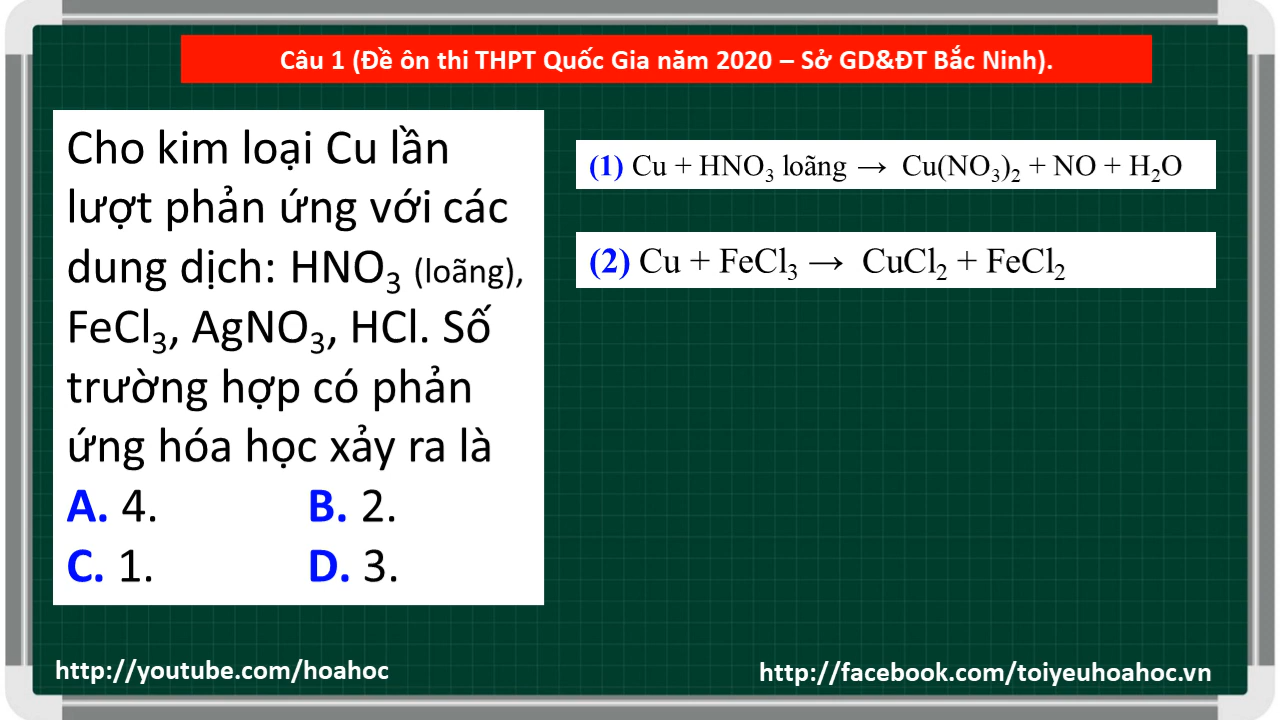 Câu 1 (Đề ôn thi THPT Quốc Gia năm 2020 – Sở GD&ĐT Bắc Ninh).
Cho kim loại Cu lần
lượt phản ứng với các
dung dịch: HNO₃ (loãng),
FeCl₃, AgNO₃, HCl. Số
trường hợp có phản
ứng hóa học xảy ra là
A. 4. B. 2.
C. 1. D. 3.
(1) Cu + HNO₃ loãng → Cu(NO₃)₂ + NO + H₂O
(2) Cu + FeCl₃ → CuCl₂ + FeCl₂
http://youtube.com/hoahoc
http://facebook.com/toiyeuhoahoc.vn